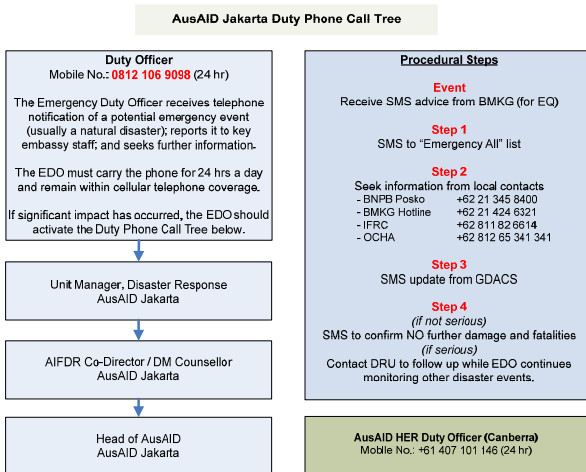 AusAID Jakarta Duty Phone Call Tree
Duty Officer
Mobile No.: 0812 106 9098 (24 hr)
The Emergency Duty Officer receives telephone
notification of a potential emergency event
(usually a natural disaster); reports it to key
embassy staff; and seeks further information.
The EDO must carry the phone for 24 hrs a day
and remain within cellular telephone coverage.
If significant impact has occurred, the EDO should
activate the Duty Phone Call Tree below.
Unit Manager, Disaster Response
AusAID Jakarta
AIFDR Co-Director / DM Counsellor
AusAID Jakarta
Head of AusAID
AusAID Jakarta
Procedural Steps
Event
Receive SMS advice from BMKG (for EQ)
Step 1
SMS to “Emergency All” list
Step 2
Seek information from local contacts
- BNPB Posko +62 21 345 8400
- BMKG Hotline +62 21 424 6321
- IFRC +62 811 82 6614
- OCHA +62 812 65 341 341
Step 3
SMS update from GDACS
Step 4
(if not serious)
SMS to confirm NO further damage and fatalities
(if serious)
Contact DRU to follow up while EDO continues
monitoring other disaster events.
AusAID HER Duty Officer (Canberra)
Mobile No.: +61 407 101 146 (24 hr)